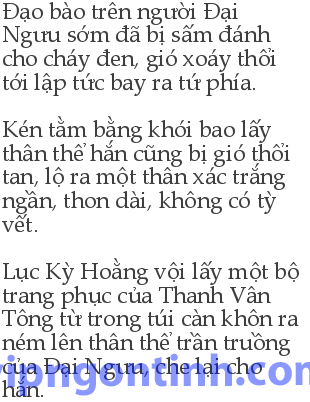 Đạo bào trên người Đại
Ngưu sớm đã bị sấm đánh
cho cháy đen, gió xoáy thổi
tới lập tức bay ra tứ phía.
Kén tằm bằng khói bao lấy
thân thể hắn cũng bị gió thổi
tan, lộ ra một thân xác trắng
ngần, thon dài, không có tỳ
vết.
Lục Kỳ Hoằng vội lấy một bộ
trang phục của Thanh Vân
Tông từ trong túi càn khôn ra
ném lên thân thể trần truồng
của Đại Ngưu, che lại cho
hắn.